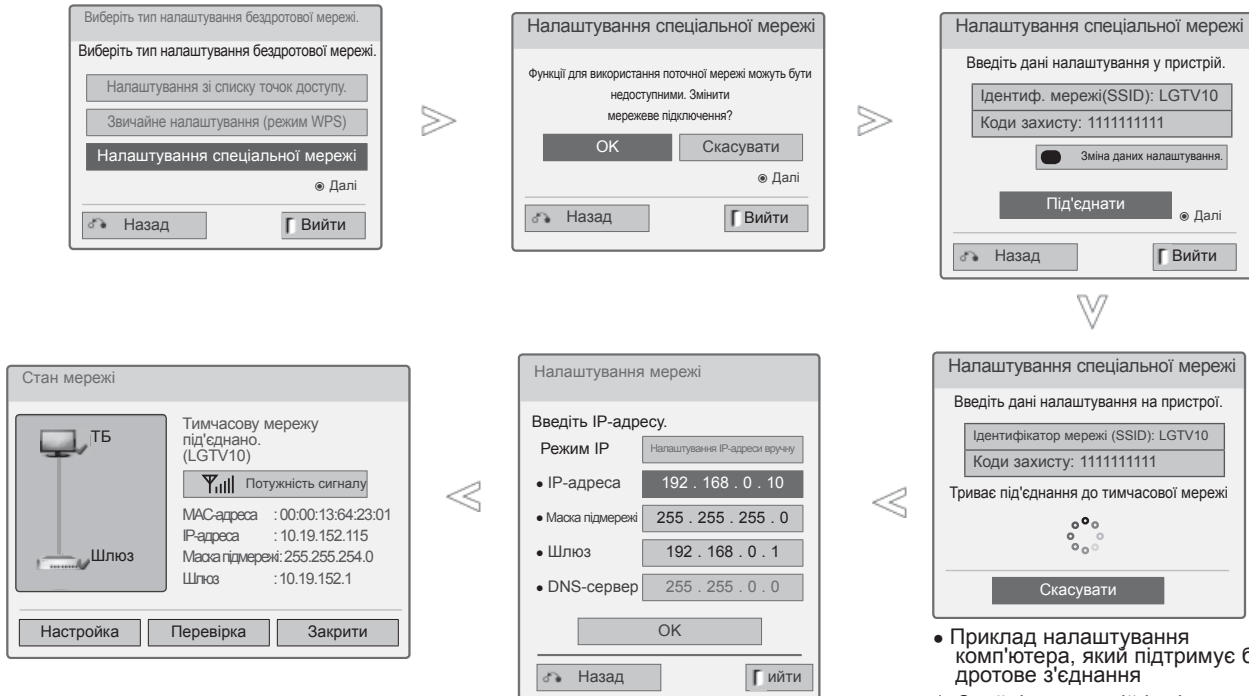 Виберіть тип налаштування бездротової мережі.
Виберіть тип налаштування бездротової мережі.
Налаштування зі списку точок доступу.
Звичайне налаштування (режим WPS)
Налаштування спеціальної мережі
Далі
Назад
Вийти
Налаштування спеціальної мережі
Функції для використання поточної мережі можуть бути
недоступними. Змінити
мережеве підключення?
ОК
Скасувати
Далі
Назад
Вийти
Налаштування спеціальної мережі
Введіть дані налаштування у пристрій.
Ідентиф. мережі(SSID): LGTV10
Коди захисту: 1111111111
Зміна даних налаштування.
Під'єднати
Далі
Назад
Вийти
Налаштування спеціальної мережі
Введіть дані налаштування на пристрої.
Ідентифікатор мережі (SSID): LGTV10
Коди захисту: 1111111111
Триває під'єднання до тимчасової мережі
Скасувати
• Приклад налаштування
комп'ютера, який підтримує б
дротове з'єднання
Налаштування мережі
Введіть IP-адресу.
Режим IP
Налаштування IP-адреси вручну
• IP-адреса 192 . 168 . 0 . 10
• Маска підмережі 255 . 255 . 255 . 0
• Шлюз 192 . 168 . 0 . 1
• DNS-сервер 255 . 255 . 0 . 0
ОК
Назад
ийти
Стан мережі
ТБ
Шлюз
Тимчасову мережу
під'єднано.
(LGTV10)
Потужність сигналу
MAC-адреса : 00:00:13:64:23:01
IP-адреса : 10.19.152.115
Маска підмережі: 255.255.254.0
Шлюз : 10.19.152.1
Настройка
Перевірка
Закрити